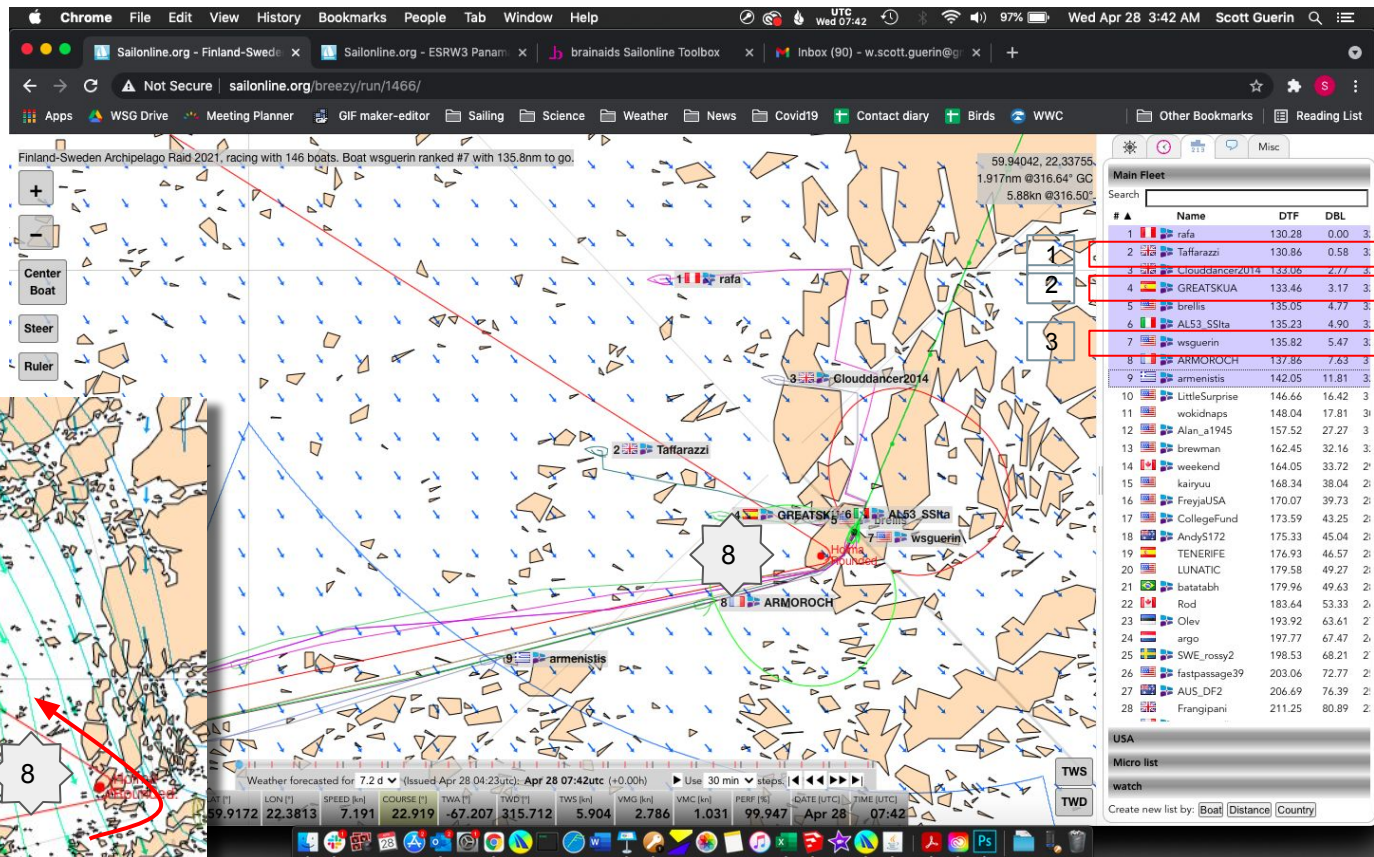 Chrome File Edit View History Bookmarks People Tab Window Help UTC Wed 07:42 97% Wed Apr 28 3:42 AM Scott Guerin
Sailonline.org - Finland-Swede Sailonline.org - ESRW3 Panam brainaids Sailonline Toolbox Inbox (90) - w.scott.guerin@gr
Not Secure sailonline.org/breezy/run/1466/ S
Apps WSG Drive Meeting Planner GIF maker-editor Sailing Science Weather News Covid19 Contact diary Birds WWC Other Bookmarks Reading List
Finland-Sweden Archipelago Raid 2021, racing with 146 boats. Boat wsguerin ranked #7 with 135.8nm to go.
59.94042, 22.33755
1.917nm @316.64° GC
5.88kn @316.50°
+
−
Center Boat
Steer
Ruler
1
2
3
1 rafa
3 Clouddancer2014
2 Taffarazzi
4 GREATSK
6 AL53_SSIta
5 brellis
7 wsguerin
Rounded
8
8 ARMOROCH
9 armenistis
8
Misc
Main Fleet
Search
# ▲ Name DTF DBL
1 rafa 130.28 0.00
2 Taffarazzi 130.86 0.58
3 Clouddancer2014 133.06 2.77
4 GREATSKUA 133.46 3.17
5 brellis 135.05 4.77
6 AL53_SSIta 135.23 4.90
7 wsguerin 135.82 5.47
8 ARMOROCH 137.86 7.63
9 armenistis 142.05 11.81
10 LittleSurprise 146.66 16.42
11 wokidnaps 148.04 17.81
12 Alan_a1945 157.52 27.27
13 brewman 162.45 32.16
14 weekend 164.05 33.72
15 kairyuu 168.34 38.04
16 FreyjaUSA 170.07 39.73
17 CollegeFund 173.59 43.25
18 AndyS172 175.33 45.04
19 TENERIFE 176.93 46.57
20 LUNATIC 179.58 49.27
21 batatabh 179.96 49.63
22 Rod 183.64 53.33
23 Olev 193.92 63.61
24 argo 197.77 67.47
25 SWE_rossy2 198.53 68.21
26 fastpassage39 203.06 72.77
27 AUS_DF2 206.69 76.39
28 Frangipani 211.25 80.89
USA
Micro list
watch
Create new list by: Boat Distance Country
TWS
TWD
Weather forecasted for 7.2 d (Issued Apr 28 04:23utc): Apr 28 07:42utc (+0.00h) Use 30 min steps.
LAT [°] LON [°] SPEED [kn] COURSE [°] TWA [°] TWD [°] TWS [kn] VMG [kn] VMC [kn] PERF [%] DATE [UTC] TIME [UTC]
59.9172 22.3813 7.191 22.919 -67.207 315.712 5.904 2.786 1.031 99.947 Apr 28 07:42
28 Ps